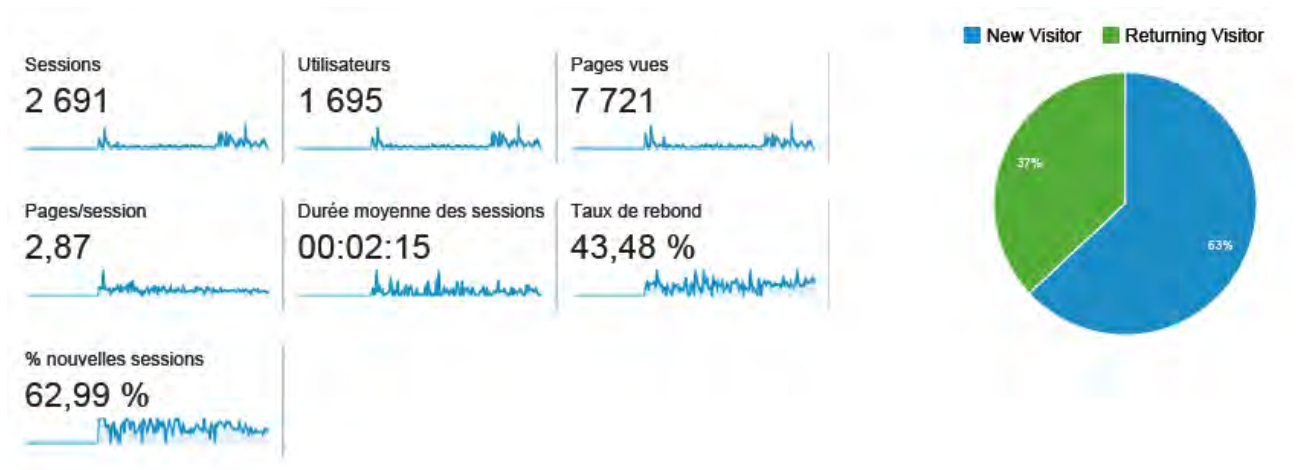 New Visitor Returning Visitor
Sessions
2 691
Utilisateurs
1 695
Pages vues
7 721
Pages/session
2,87
Durée moyenne des sessions
00:02:15
Taux de rebond
43,48 %
% nouvelles sessions
62,99 %
37%
63%